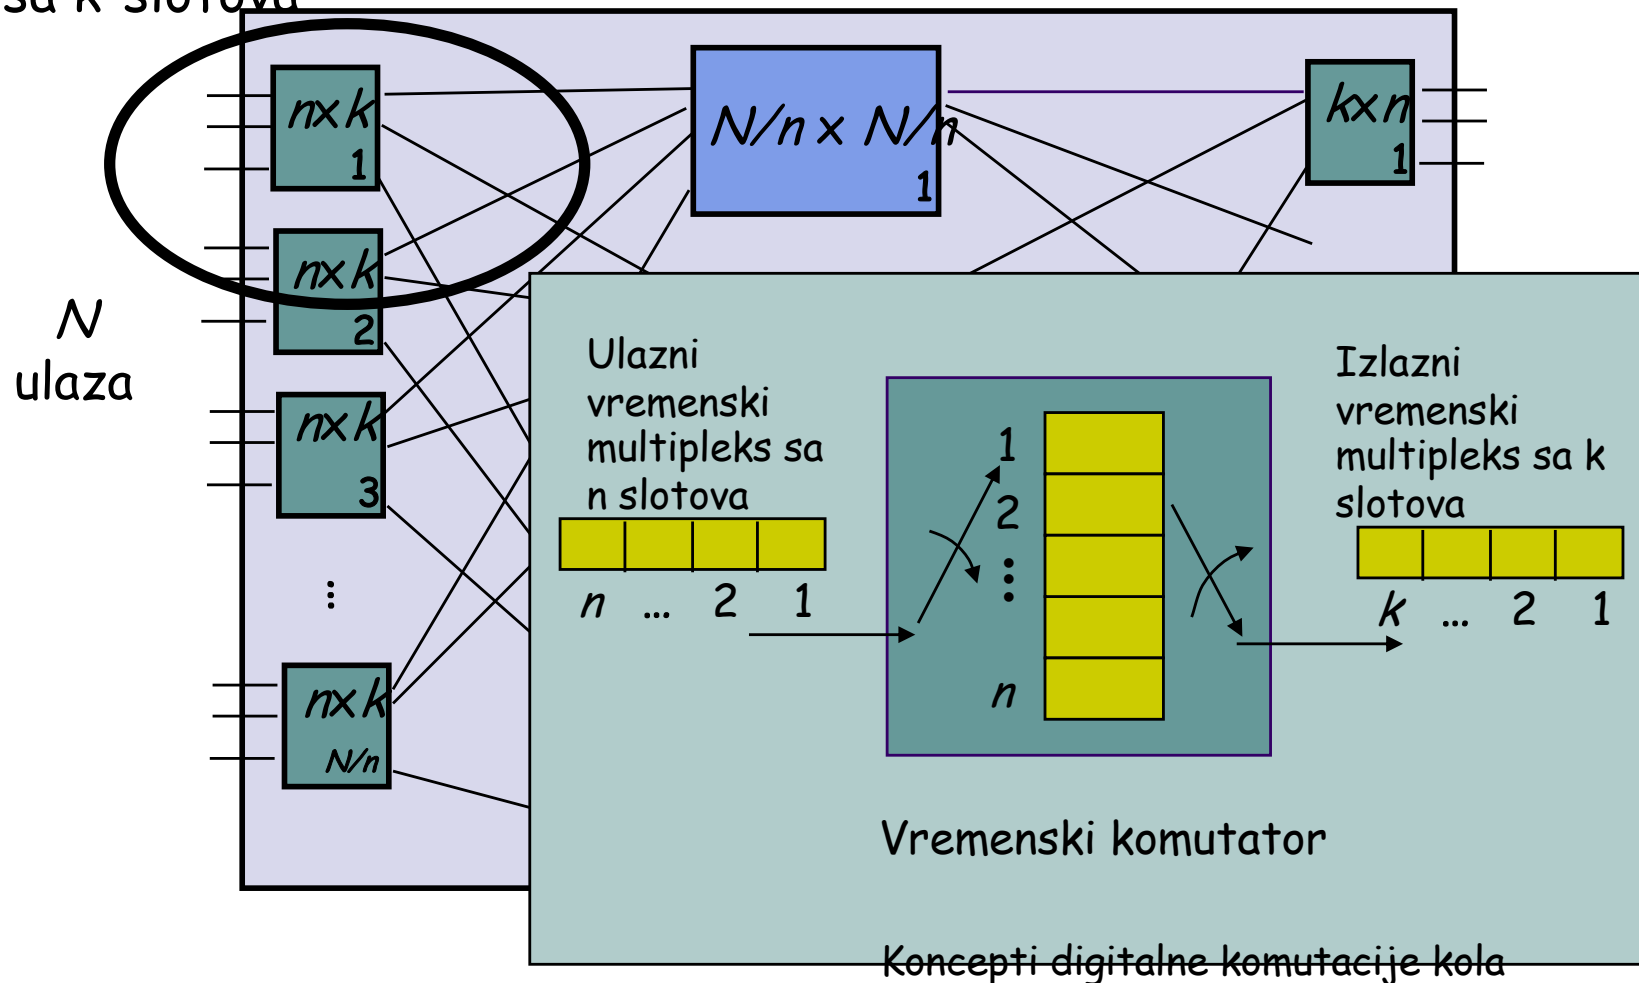 sa k slotova
nxk
1
N/n x N/n
1
kxn
1
nxk
2
N
ulaza
nxk
3
...
nxk
N/n
Ulazni
vremenski
multipleks sa
n slotova
n ... 2 1
1
2
...
n
Izlazni
vremenski
multipleks sa k
slotova
k ... 2 1
Vremenski komutator
Koncepti digitalne komutacije kola